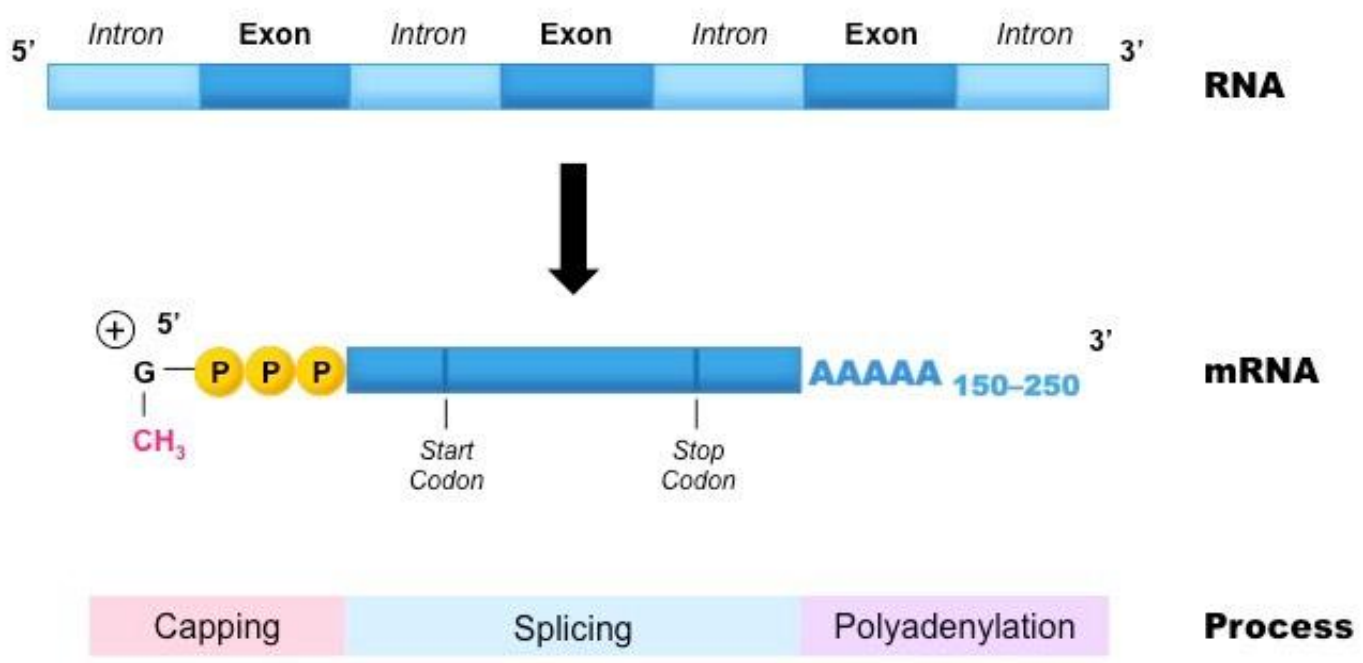 5’ Intron Exon Intron Exon Intron Exon Intron 3’
RNA
⊕ 5’
3’
G P P P AAAAA 150–250 mRNA
CH₃
Start Codon
Stop Codon
Capping Splicing Polyadenylation Process